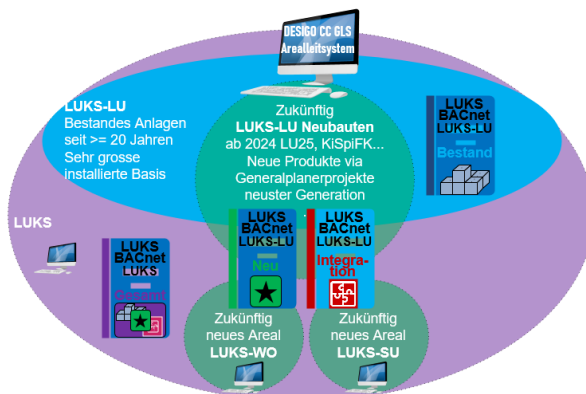 DESIGO CC GLS
Arealleitsystem
LUKS-LU
Bestandes Anlagen
seit >= 20 Jahren
Sehr grosse
installierte Basis
Zukünftig
LUKS-LU Neubauten
ab 2024 LU25, KiSpiFK...
Neue Produkte via
Generalplanerprojekte
neuster Generation
LUKS
BACnet
LUKS-LU
Bestand
LUKS
LUKS
BACnet
LUKS
Gesamt
LUKS
BACnet
LUKS-LU
Neu
LUKS
BACnet
LUKS-LU
Integra-
tion
Zukünftig
neues Areal
LUKS-WO
Zukünftig
neues Areal
LUKS-SU